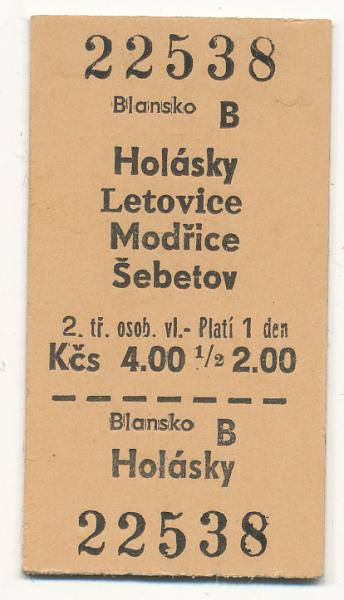 22538
Blansko B
Holásky
Letovice
Modřice
Šebetov
2. tř. osob. vl.- Platí 1 den
Kčs 4.00 1/2 2.00
Blansko B
Holásky
22538